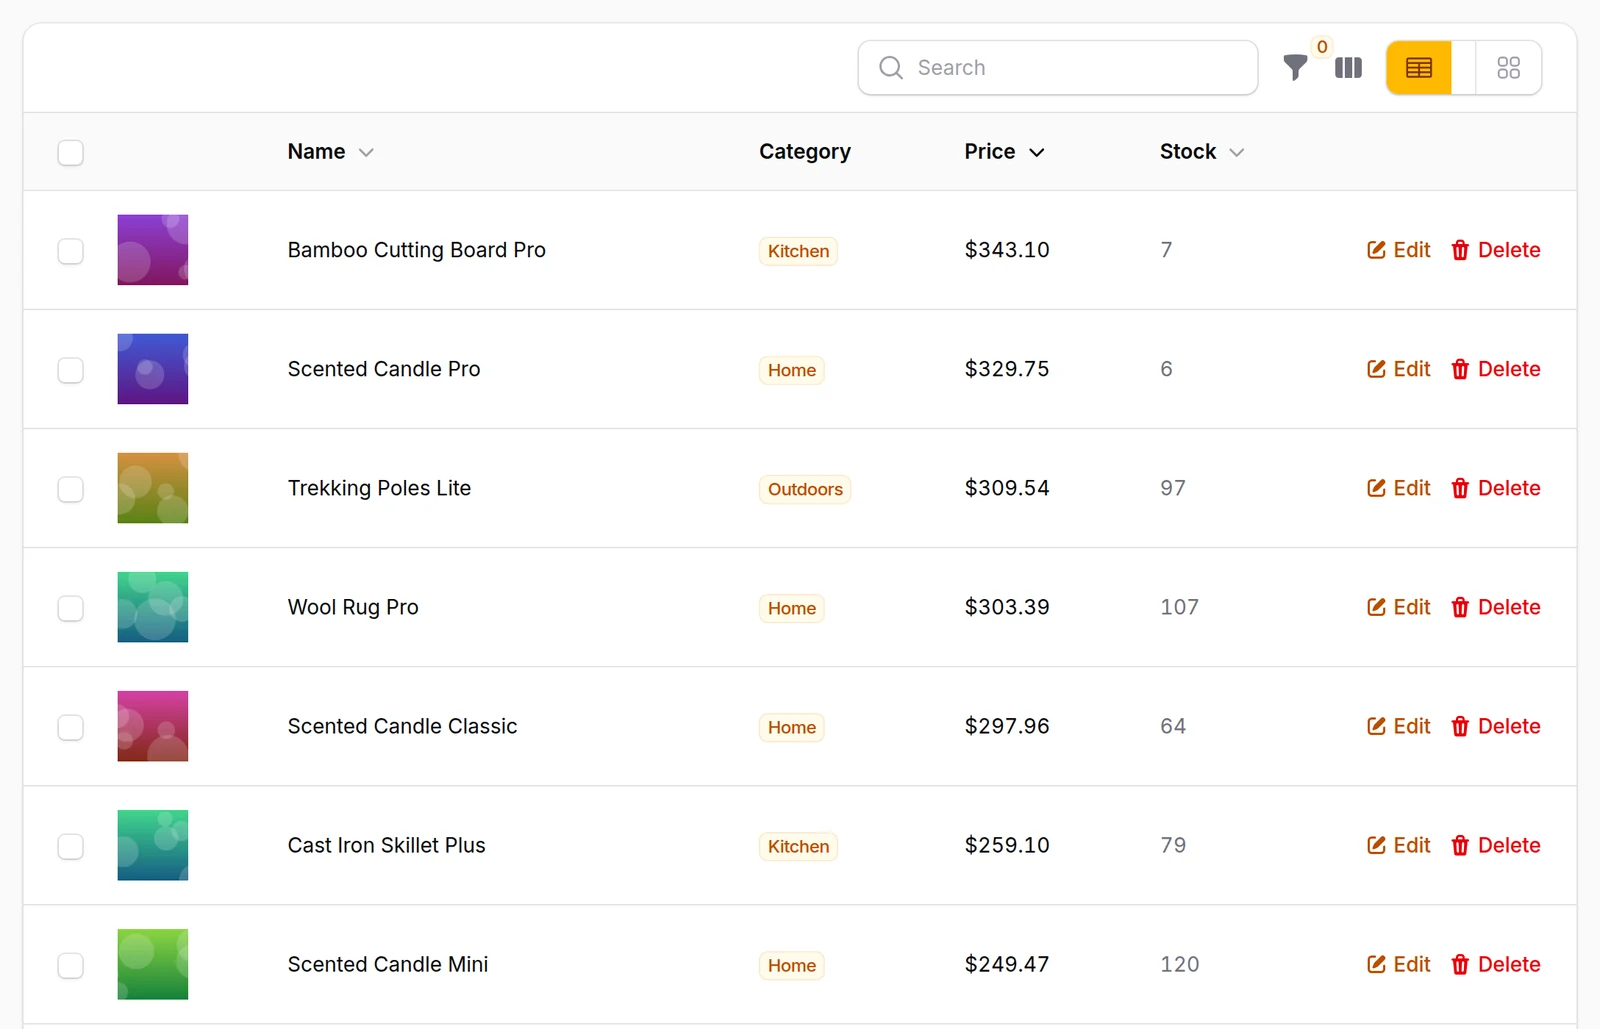 Search
0
Name Category Price Stock
Bamboo Cutting Board Pro Kitchen $343.10 7 Edit Delete
Scented Candle Pro Home $329.75 6 Edit Delete
Trekking Poles Lite Outdoors $309.54 97 Edit Delete
Wool Rug Pro Home $303.39 107 Edit Delete
Scented Candle Classic Home $297.96 64 Edit Delete
Cast Iron Skillet Plus Kitchen $259.10 79 Edit Delete
Scented Candle Mini Home $249.47 120 Edit Delete